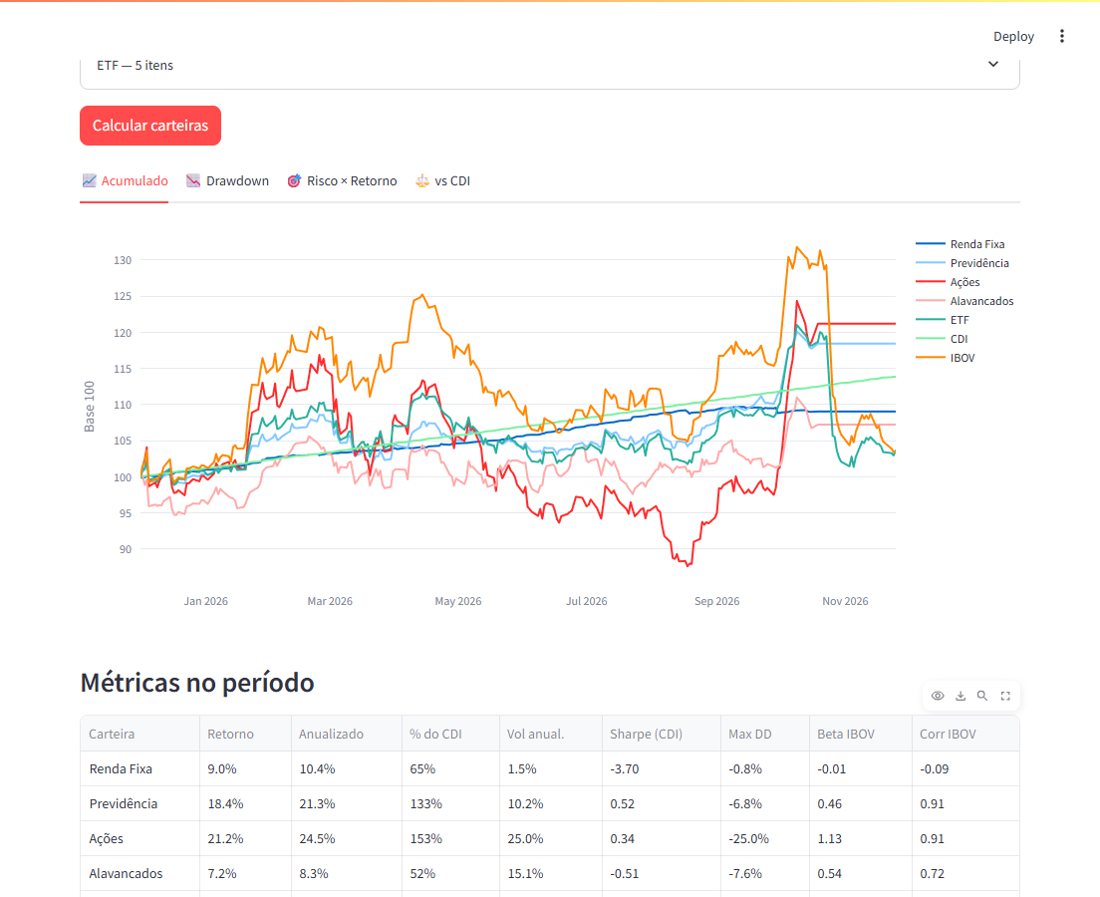 Deploy
ETF — 5 itens
Calcular carteiras
Acumulado Drawdown Risco × Retorno vs CDI
Base 100
130
125
120
115
110
105
100
95
90
Jan 2026 Mar 2026 May 2026 Jul 2026 Sep 2026 Nov 2026
Renda Fixa
Previdência
Ações
Alavancados
ETF
CDI
IBOV
Métricas no período
Carteira Retorno Anualizado % do CDI Vol anual. Sharpe (CDI) Max DD Beta IBOV Corr IBOV
Renda Fixa 9.0% 10.4% 65% 1.5% -3.70 -0.8% -0.01 -0.09
Previdência 18.4% 21.3% 133% 10.2% 0.52 -6.8% 0.46 0.91
Ações 21.2% 24.5% 153% 25.0% 0.34 -25.0% 1.13 0.91
Alavancados 7.2% 8.3% 52% 15.1% -0.51 -7.6% 0.54 0.72